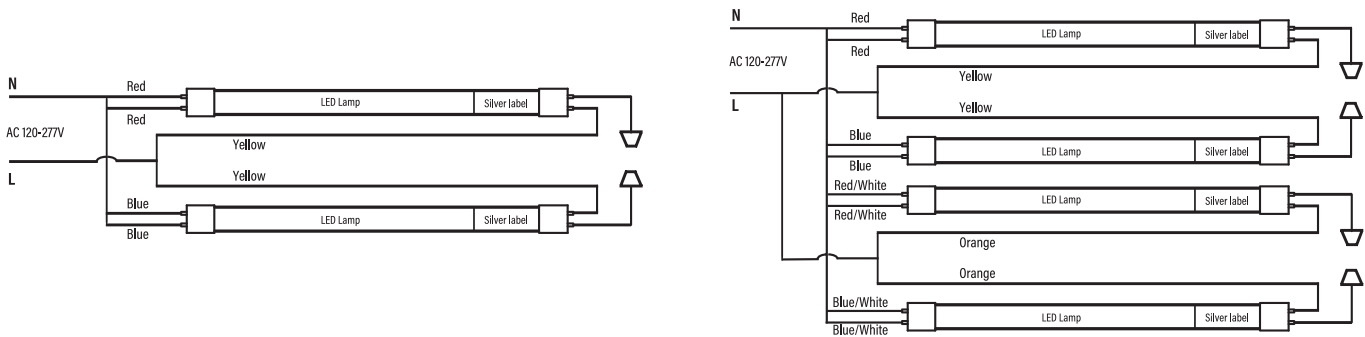 N
Red
LED Lamp
Silver label
Red
AC 120-277V
Yellow
L
Yellow
Blue
LED Lamp
Silver label
Blue
N
Red
LED Lamp
Silver label
Red
AC 120-277V
Yellow
L
Yellow
Blue
LED Lamp
Silver label
Blue
Red/White
LED Lamp
Silver label
Red/White
Orange
Orange
Blue/White
LED Lamp
Silver label
Blue/White